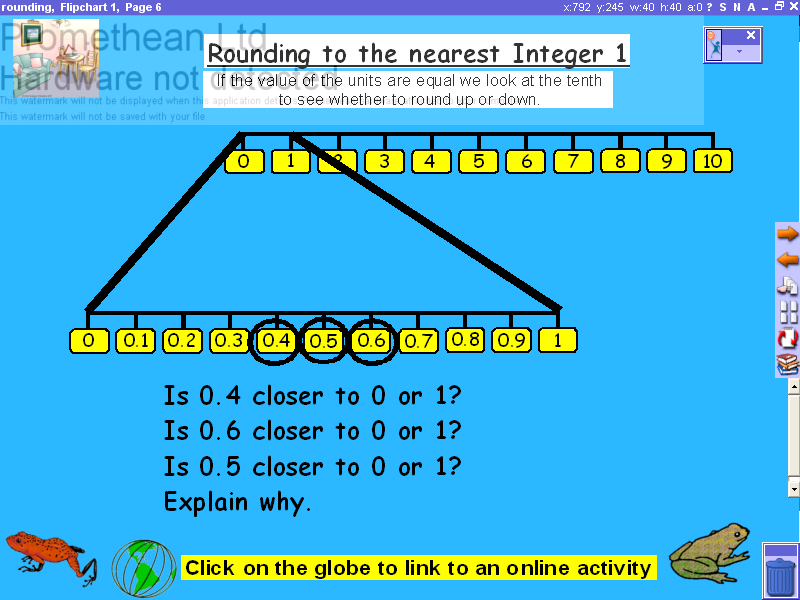 rounding, Flipchart 1, Page 6
x:792 y:245 w:40 h:40 a:0 ? S N A
Promethean Ltd
Rounding to the nearest Integer 1
Hardware not detected
If the value of the units are equal we look at the tenth
to see whether to round up or down.
This watermark will not be displayed when this application
This watermark will not be saved with your file
0 1 2 3 4 5 6 7 8 9 10
0 0.1 0.2 0.3 0.4 0.5 0.6 0.7 0.8 0.9 1
Is 0.4 closer to 0 or 1?
Is 0.6 closer to 0 or 1?
Is 0.5 closer to 0 or 1?
Explain why.
Click on the globe to link to an online activity